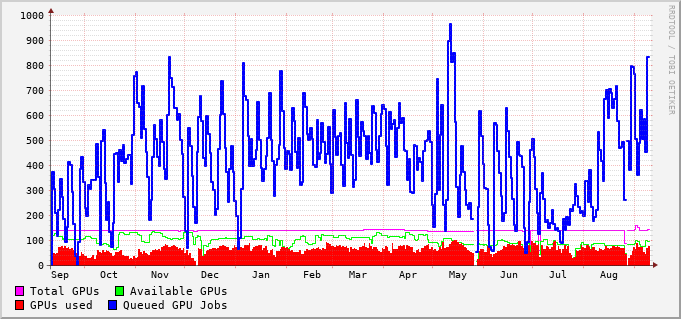 1000
900
800
700
600
500
400
300
200
100
0
Sep Oct Nov Dec Jan Feb Mar Apr May Jun Jul Aug
Total GPUs Available GPUs
GPUs used Queued GPU Jobs
RRDTOOL / TOBI OETIKER